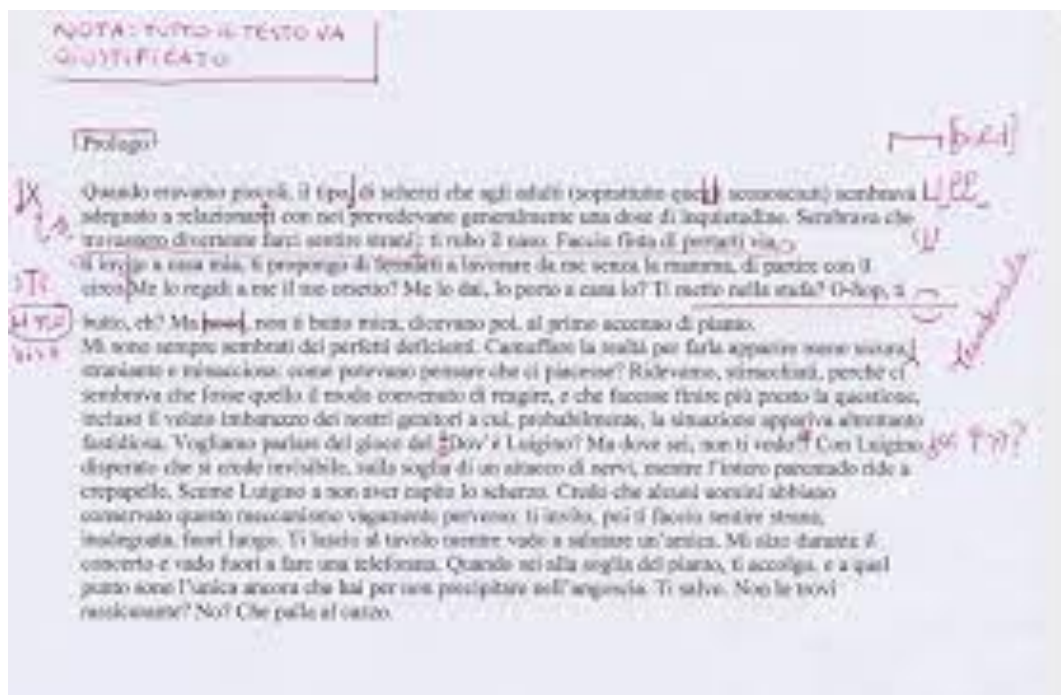 NOTA: TUTTO IL TESTO VA
GIUSTIFICATO
Prologo
[bold]
Quando eravamo piccoli, il tipo di scherzi che agli adulti (soprattutto sconosciuti) sembrava
adeguato a relazionarsi con noi prevedevano generalmente una dose di inquietudine. Sembrava che
trovassero divertente farci sentire strani: ti rubo il naso. Faccio finta di portarti via,
ti invito a casa mia, ti propongo di fermarti a lavorare da me senza la mamma, di partire con il
circo. Me lo regali a me il tuo orsetto? Me lo dai, lo porto a casa io? Ti metto nella stufa? O-hop, ti
butto, eh? Ma non ti butto mica, dicevano poi, al primo accenno di pianto.
Mi sono sempre sembrati dei perfetti deficienti. Camuffare la realtà per farla apparire meno sicura,
straniante e minacciosa: come potevano pensare che ci piacesse? Ridevamo, stiracchiati, perché ci
sembrava che fosse quello il modo convenuto di reagire, e che facesse finire più presto la questione,
incluso il velato imbarazzo dei nostri genitori a cui, probabilmente, la situazione appariva altrettanto
fastidiosa. Vogliamo parlare del gioco del "Dov'è Luigino? Ma dove sei, non ti vedo!" Con Luigino
disperato che si crede invisibile, sulla soglia di un attacco di nervi, mentre l'intero parentado ride a
crepapelle. Scemo Luigino a non aver capito lo scherzo. Credo che alcuni uomini abbiano
conservato questo meccanismo vagamente perverso: ti invito, poi ti faccio sentire strana,
inadeguata, fuori luogo. Ti lascio al tavolo mentre vado a salutare un'amica. Mi alzo durante il
concerto e vado fuori a fare una telefonata. Quando sei alla soglia del pianto, ti accolgo, e a quel
punto sono l'unica ancora che hai per non precipitare nell'angoscia. Ti salvo. Non le trovi
rassicurante? No? Che palle al cazzo.